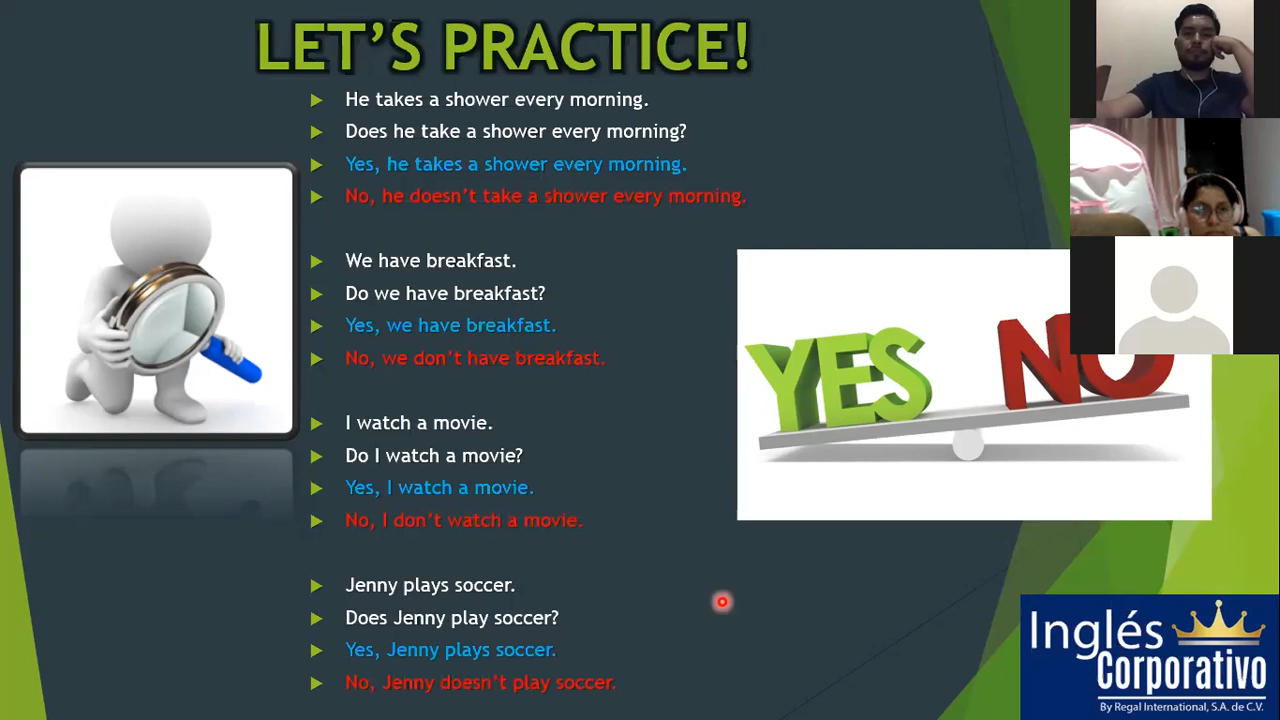 LET'S PRACTICE!
He takes a shower every morning.
Does he take a shower every morning?
Yes, he takes a shower every morning.
No, he doesn't take a shower every morning.
We have breakfast.
Do we have breakfast?
Yes, we have breakfast.
No, we don't have breakfast.
YES NO
I watch a movie.
Do I watch a movie?
Yes, I watch a movie.
No, I don't watch a movie.
Jenny plays soccer.
Does Jenny play soccer?
Yes, Jenny plays soccer.
No, Jenny doesn't play soccer.
Inglés
Corporativo
By Regal International, S.A. de C.V.